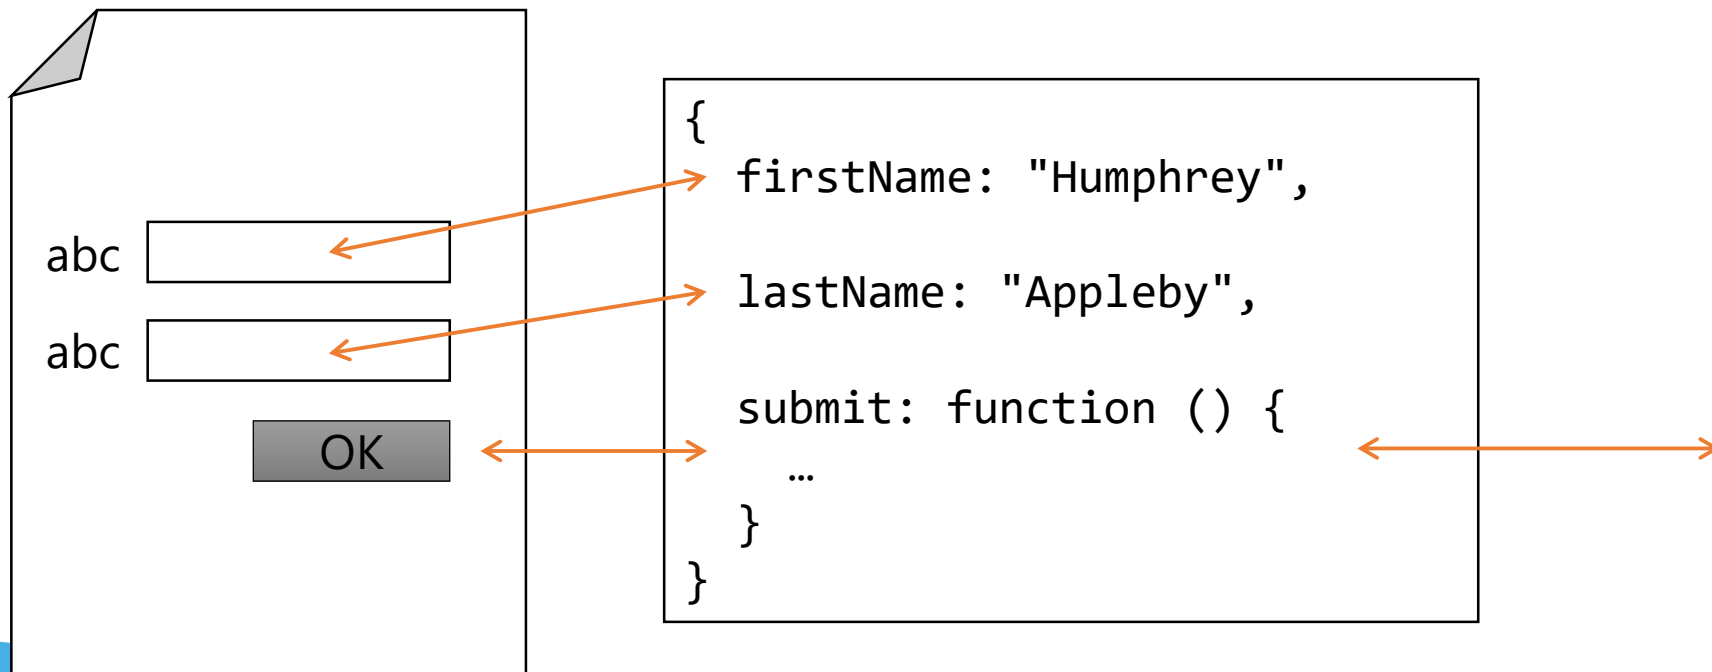 abc
abc
OK
{
firstName: "Humphrey",
lastName: "Appleby",
submit: function () {
…
}
}